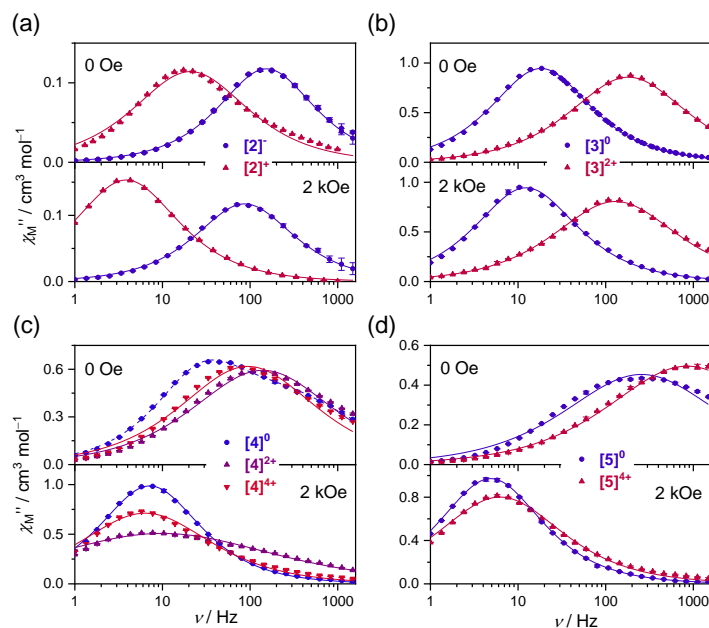 (a)
0 Oe
0.1
0.0
[2]⁻
[2]⁺
2 kOe
0.1
0.0
1 10 100 1000
(b)
0 Oe
1.0
0.5
0.0
[3]⁰
[3]²⁺
2 kOe
1.0
0.5
0.0
1 10 100 1000
χM'' / cm³ mol⁻¹
(c)
0 Oe
0.6
0.3
0.0
[4]⁰
[4]²⁺
[4]⁴⁺
2 kOe
1.0
0.5
0.0
1 10 100 1000
ν / Hz
χM'' / cm³ mol⁻¹
(d)
0 Oe
0.6
0.4
0.2
0.0
[5]⁰
[5]⁴⁺
2 kOe
0.8
0.4
0.0
1 10 100 1000
ν / Hz